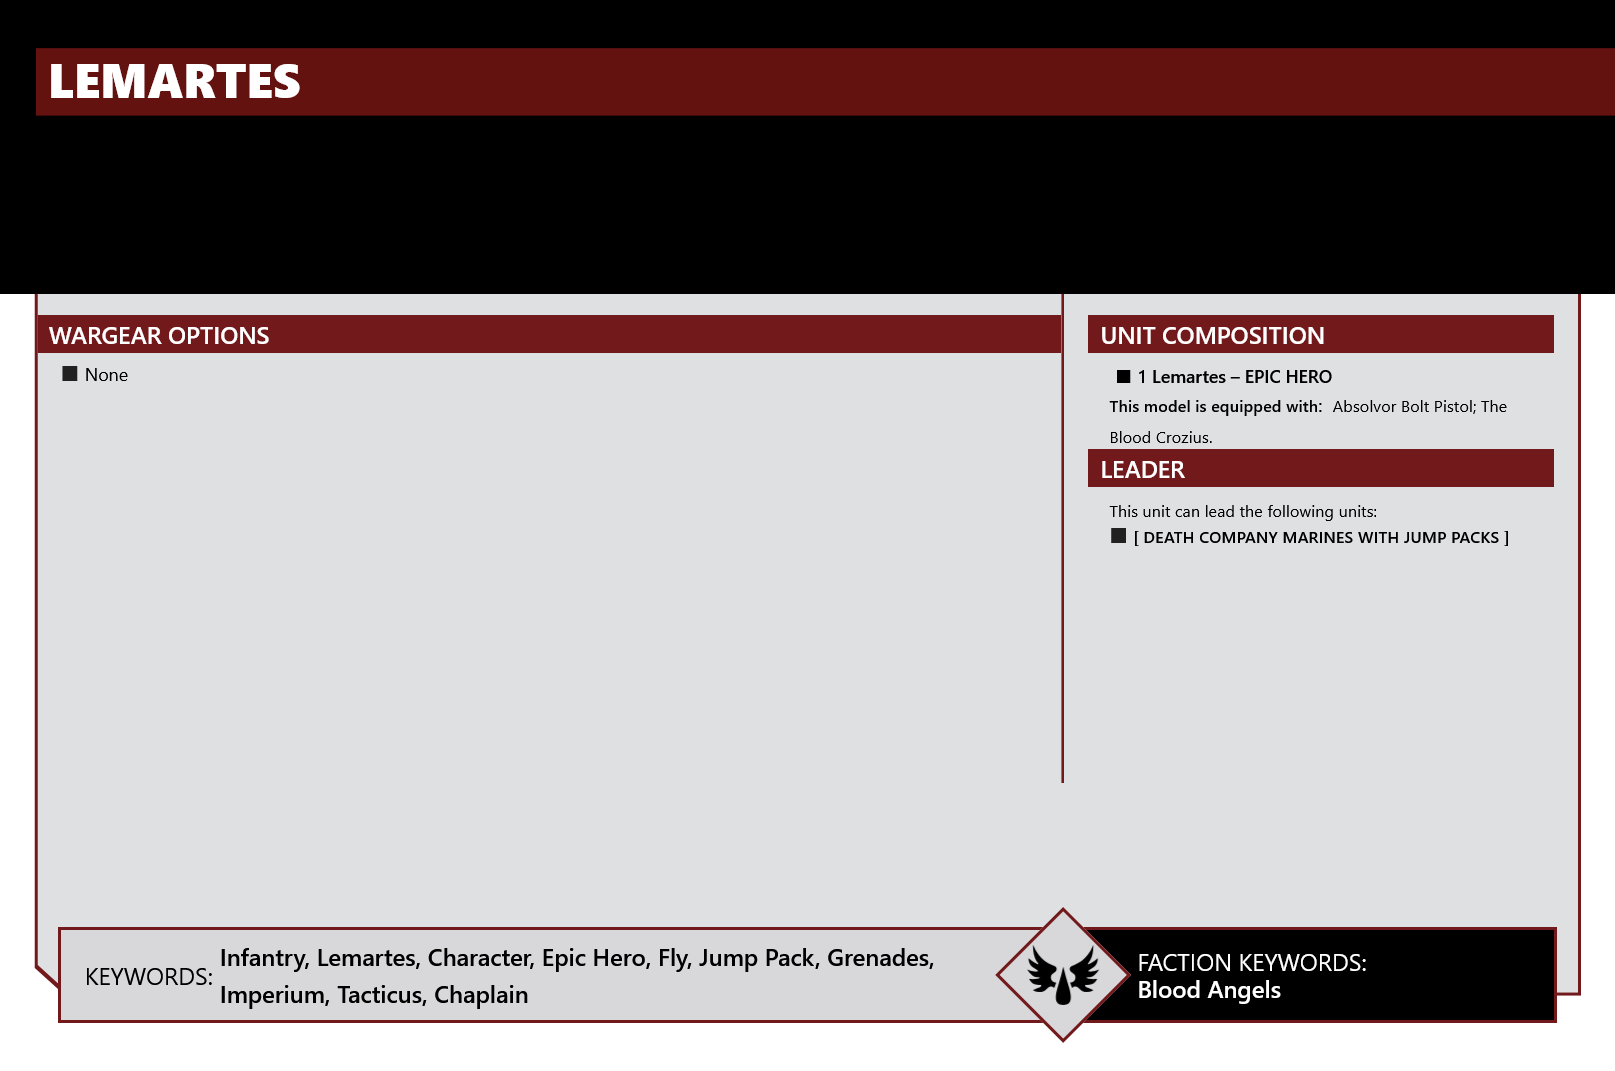 LEMARTES
WARGEAR OPTIONS
None
UNIT COMPOSITION
1 Lemartes – EPIC HERO
This model is equipped with: Absolvor Bolt Pistol; The
Blood Crozius.
LEADER
This unit can lead the following units:
[ DEATH COMPANY MARINES WITH JUMP PACKS ]
KEYWORDS: Infantry, Lemartes, Character, Epic Hero, Fly, Jump Pack, Grenades,
Imperium, Tacticus, Chaplain
FACTION KEYWORDS:
Blood Angels